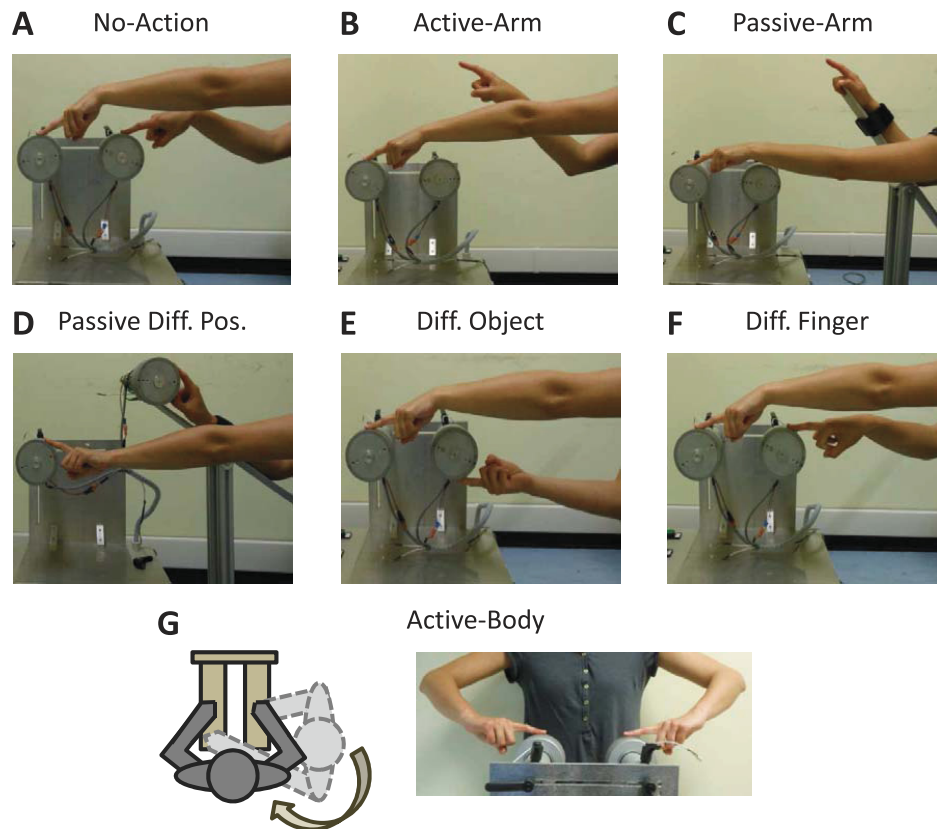 A No-Action
B Active-Arm
C Passive-Arm
D Passive Diff. Pos.
E Diff. Object
F Diff. Finger
G Active-Body